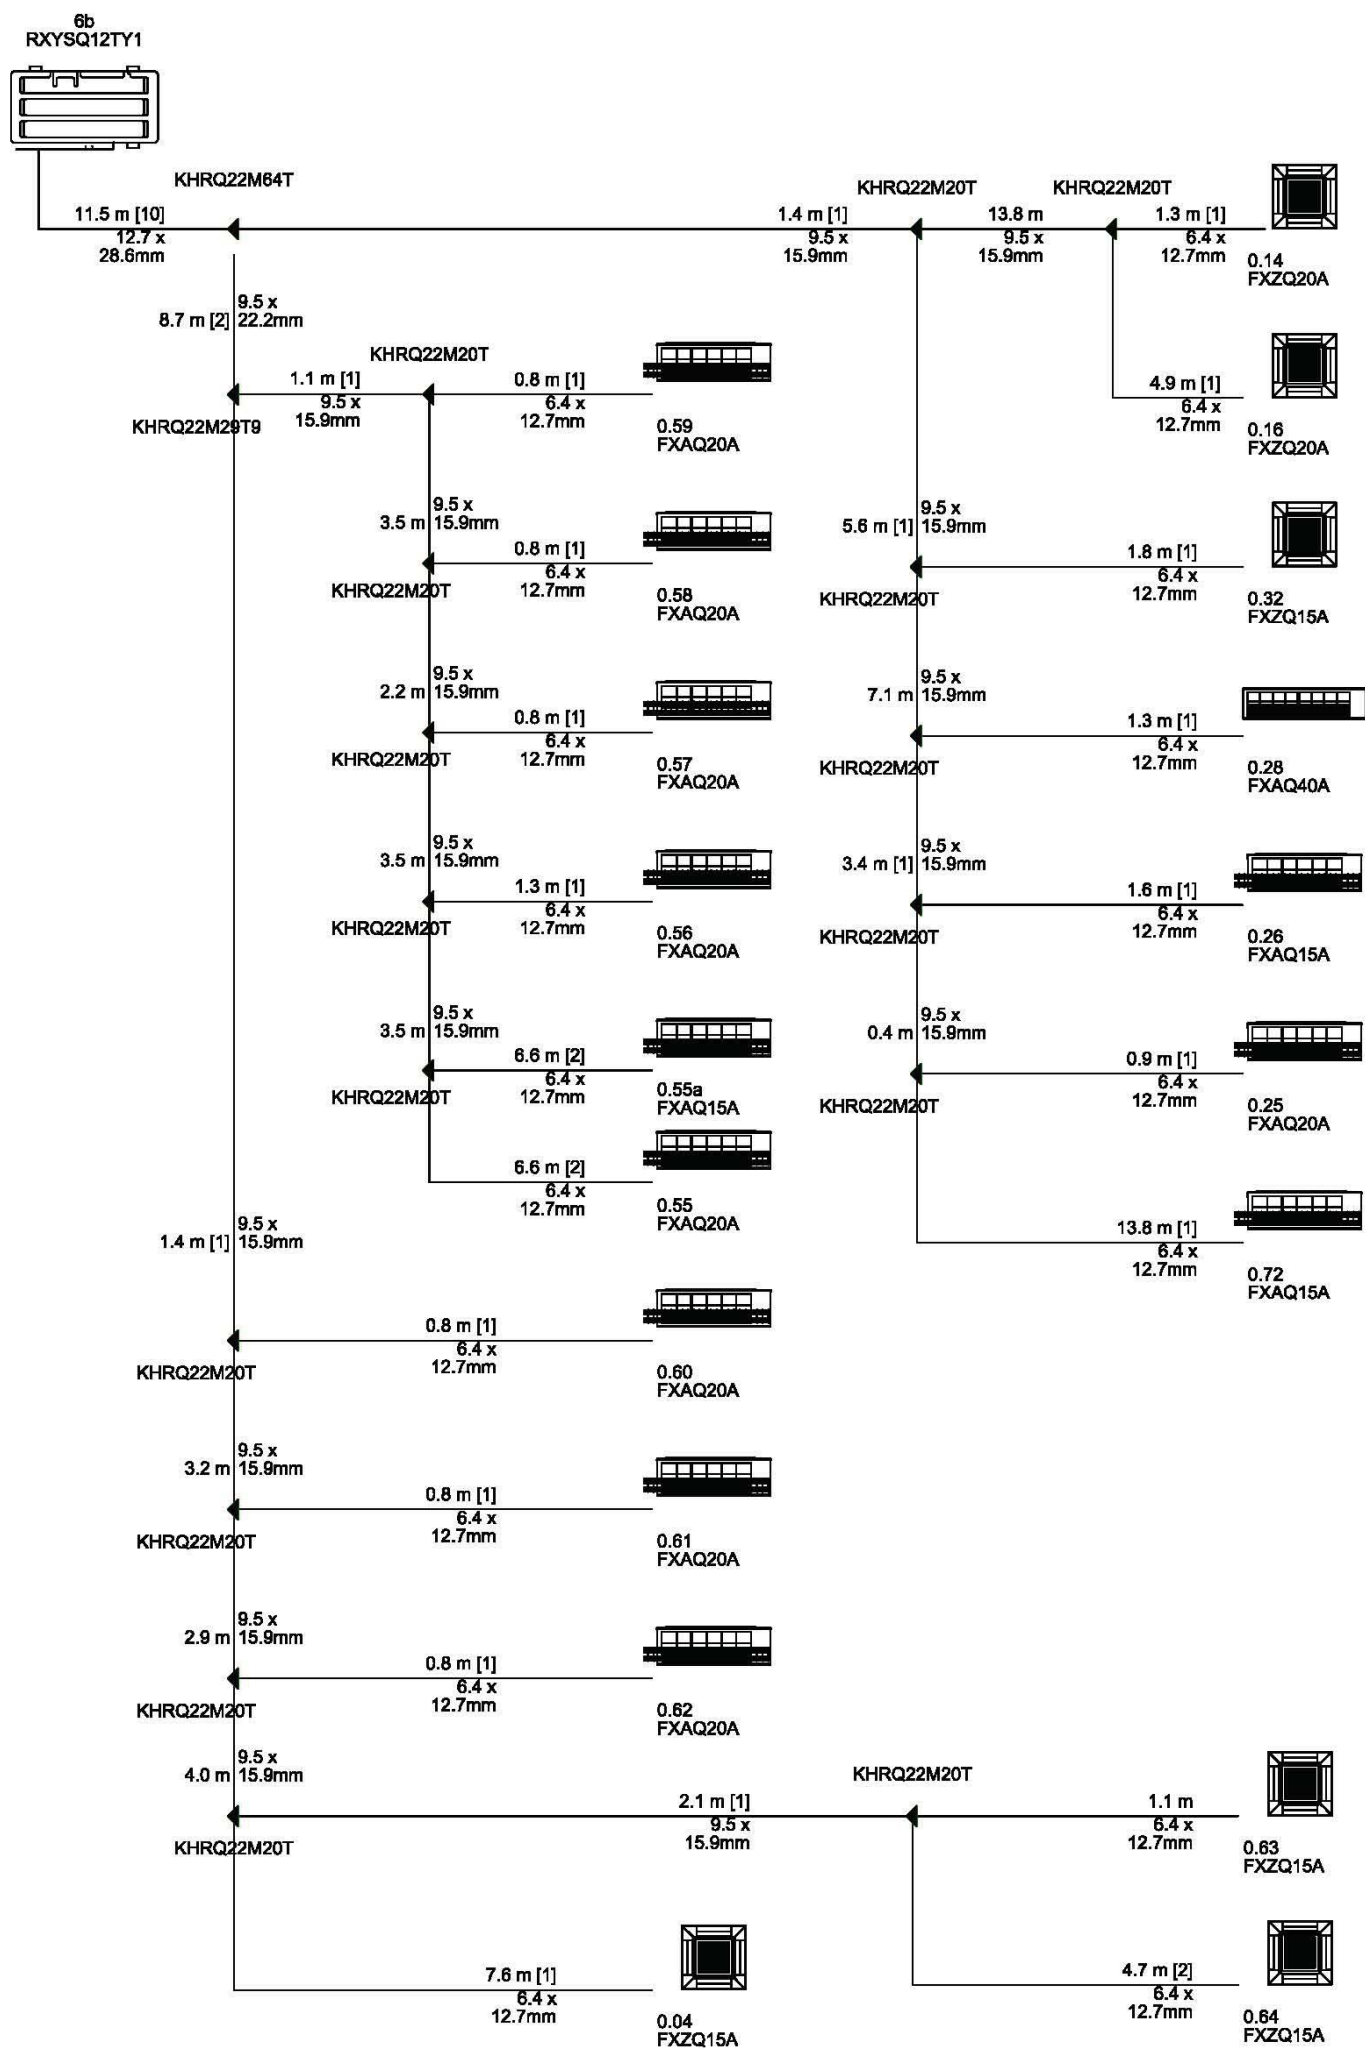 6b
RXYSQ12TY1
KHRQ22M64T
KHRQ22M20T
KHRQ22M20T
11.5 m [10]
12.7 x
28.6mm
1.4 m [1]
9.5 x
15.9mm
13.8 m
9.5 x
15.9mm
1.3 m [1]
6.4 x
12.7mm
0.14
FXZQ20A
8.7 m [2]
9.5 x
22.2mm
KHRQ22M29T9
1.1 m [1]
9.5 x
15.9mm
KHRQ22M20T
0.8 m [1]
6.4 x
12.7mm
0.59
FXAQ20A
4.9 m [1]
6.4 x
12.7mm
0.16
FXZQ20A
3.5 m
9.5 x
15.9mm
KHRQ22M20T
0.8 m [1]
6.4 x
12.7mm
0.58
FXAQ20A
5.6 m [1]
9.5 x
15.9mm
KHRQ22M20T
1.8 m [1]
6.4 x
12.7mm
0.32
FXZQ15A
2.2 m
9.5 x
15.9mm
KHRQ22M20T
0.8 m [1]
6.4 x
12.7mm
0.57
FXAQ20A
7.1 m
9.5 x
15.9mm
KHRQ22M20T
1.3 m [1]
6.4 x
12.7mm
0.28
FXAQ40A
3.5 m
9.5 x
15.9mm
KHRQ22M20T
1.3 m [1]
6.4 x
12.7mm
0.56
FXAQ20A
3.4 m [1]
9.5 x
15.9mm
KHRQ22M20T
1.6 m [1]
6.4 x
12.7mm
0.26
FXAQ15A
3.5 m
9.5 x
15.9mm
KHRQ22M20T
6.6 m [2]
6.4 x
12.7mm
0.55a
FXAQ15A
0.4 m
9.5 x
15.9mm
KHRQ22M20T
0.9 m [1]
6.4 x
12.7mm
0.25
FXAQ20A
6.6 m [2]
6.4 x
12.7mm
0.55
FXAQ20A
13.8 m [1]
6.4 x
12.7mm
0.72
FXAQ15A
1.4 m [1]
9.5 x
15.9mm
KHRQ22M20T
0.8 m [1]
6.4 x
12.7mm
0.60
FXAQ20A
3.2 m
9.5 x
15.9mm
KHRQ22M20T
0.8 m [1]
6.4 x
12.7mm
0.61
FXAQ20A
2.9 m
9.5 x
15.9mm
KHRQ22M20T
0.8 m [1]
6.4 x
12.7mm
0.62
FXAQ20A
4.0 m
9.5 x
15.9mm
KHRQ22M20T
2.1 m [1]
9.5 x
15.9mm
KHRQ22M20T
1.1 m
6.4 x
12.7mm
0.63
FXZQ15A
7.6 m [1]
6.4 x
12.7mm
0.04
FXZQ15A
4.7 m [2]
6.4 x
12.7mm
0.64
FXZQ15A